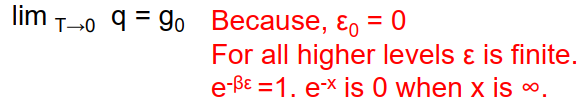 lim T→0 q = g₀ Because, ε₀ = 0
For all higher levels ε is finite.
e^-βε =1. e^-x is 0 when x is ∞.